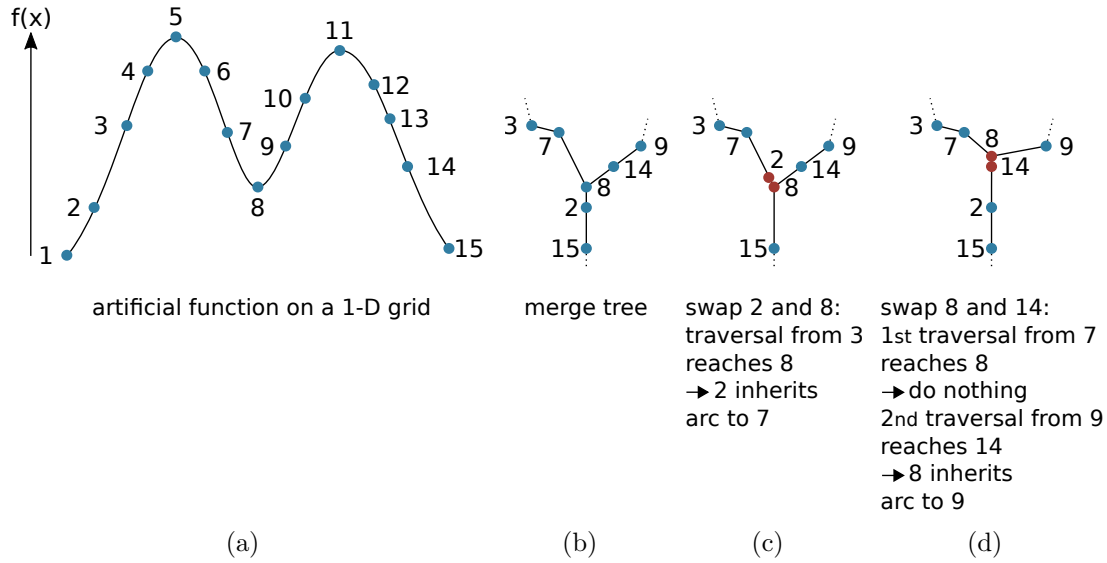 f(x)
5
11
4
6
10
12
3
7
9
13
14
2
8
1
15
3
7
9
14
8
2
15
3
7
2
9
14
8
15
3
7
8
9
14
2
15
artificial function on a 1-D grid
merge tree
swap 2 and 8:
traversal from 3
reaches 8
→ 2 inherits
arc to 7
swap 8 and 14:
1st traversal from 7
reaches 8
→ do nothing
2nd traversal from 9
reaches 14
→ 8 inherits
arc to 9
(a)
(b)
(c)
(d)